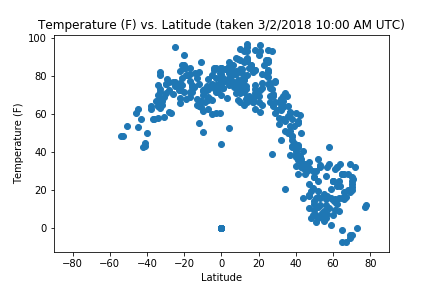 Temperature (F) vs. Latitude (taken 3/2/2018 10:00 AM UTC)
100
80
60
40
20
0
Temperature (F)
−80 −60 −40 −20 0 20 40 60 80
Latitude